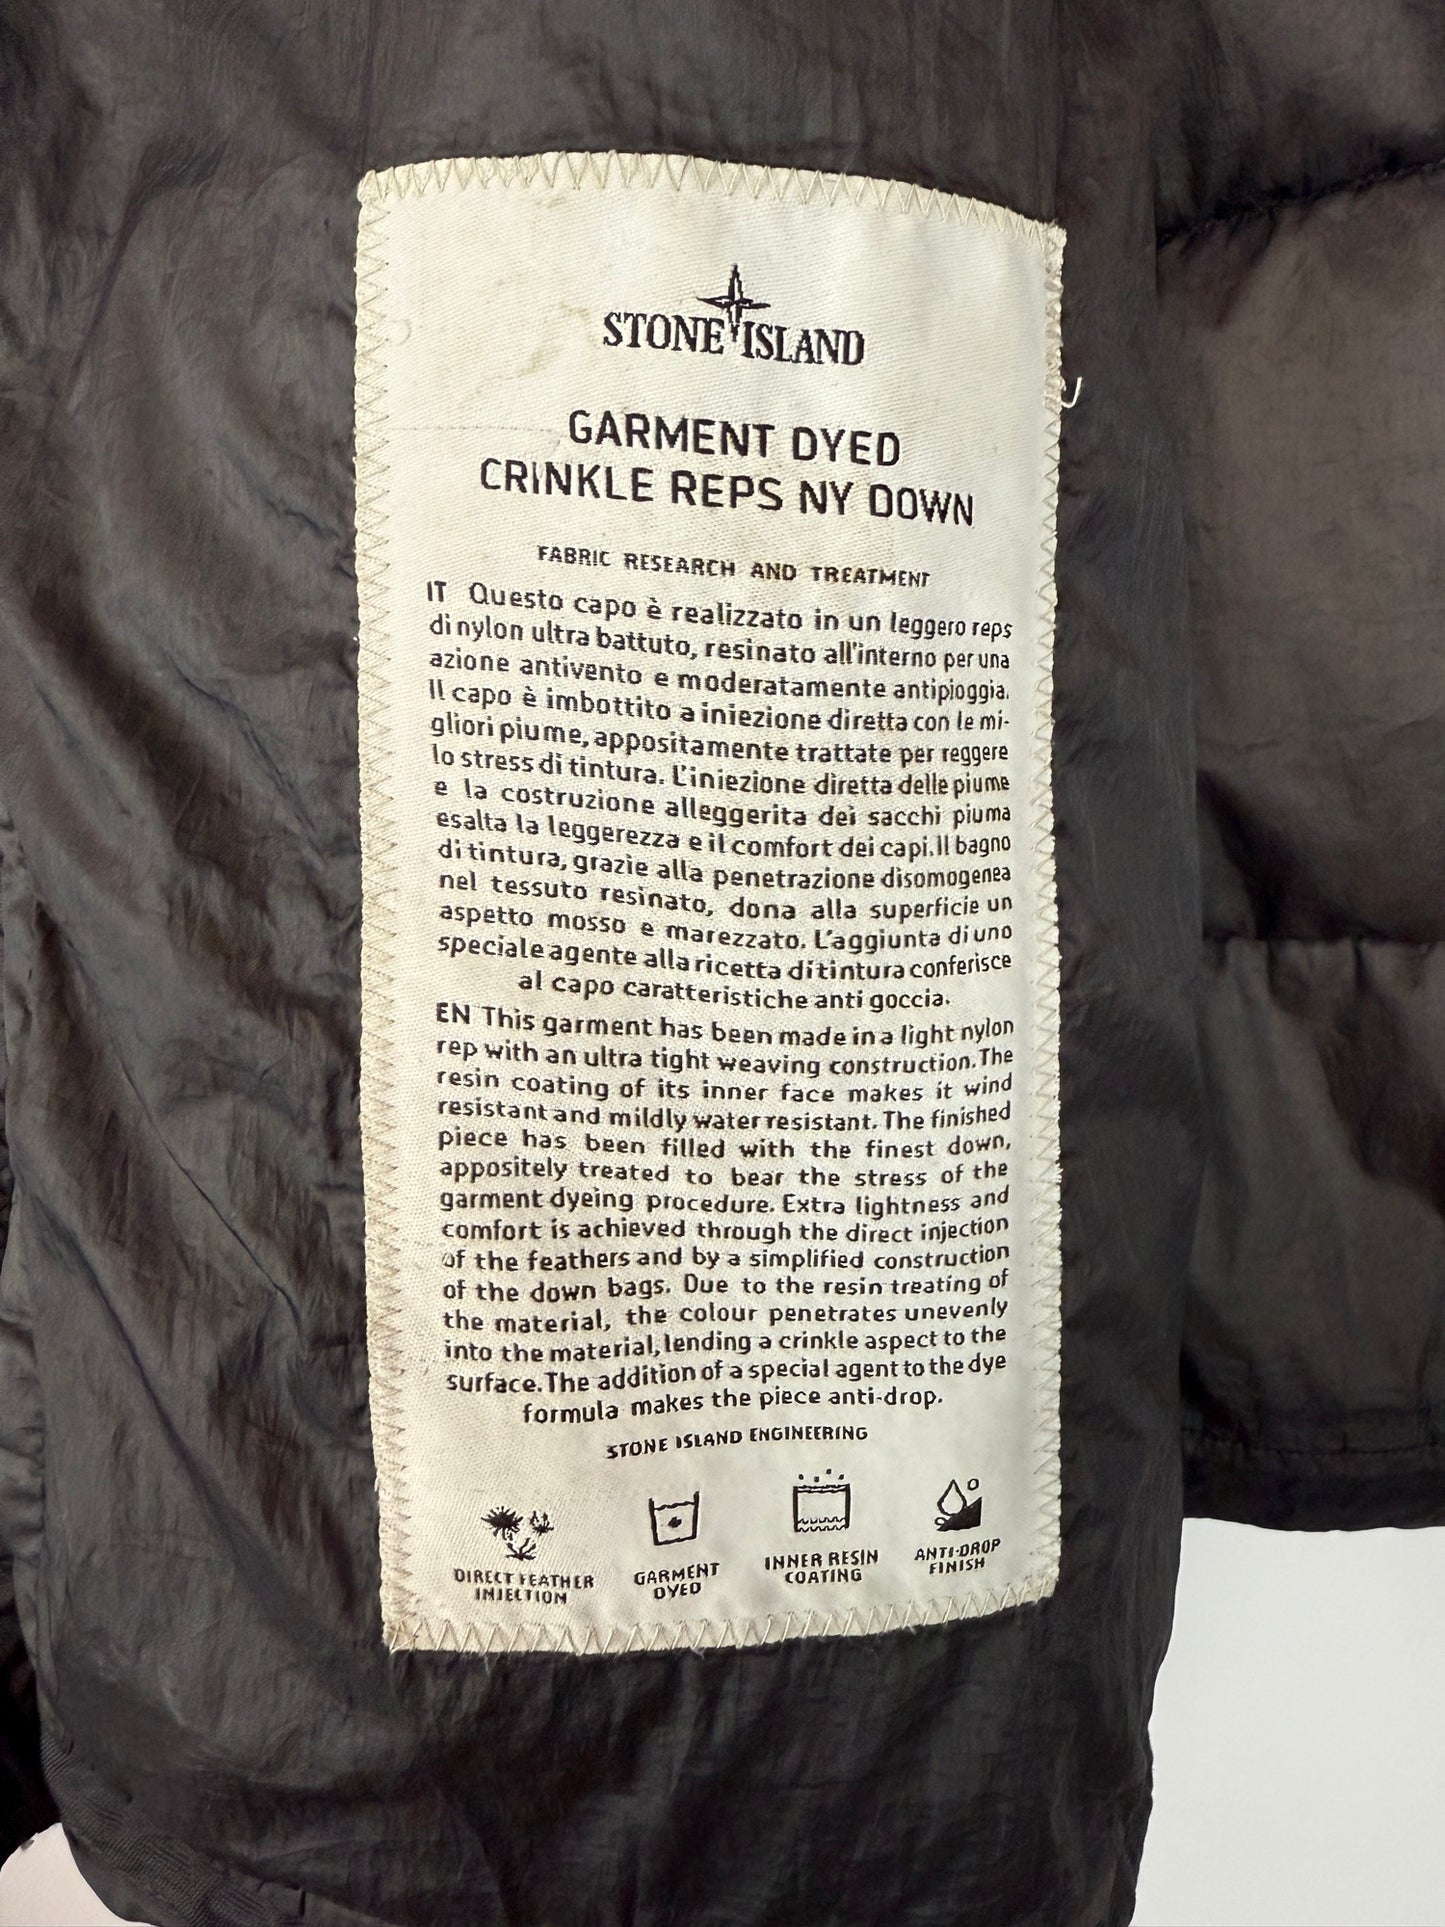 STONE ISLAND
GARMENT DYED
CRINKLE REPS NY DOWN
FABRIC RESEARCH AND TREATMENT
IT Questo capo è realizzato in un leggero reps
di nylon ultra battuto, resinato all'interno per una
azione antivento e moderatamente antipioggia.
Il capo è imbottito a iniezione diretta con le mi-
gliori piume, appositamente trattate per reggere
lo stress di tintura. L'iniezione diretta delle piume
e la costruzione alleggerita dei sacchi piuma
esalta la leggerezza e il comfort dei capi. Il bagno
di tintura, grazie alla penetrazione disomogenea
nel tessuto resinato, dona alla superficie un
aspetto mosso e marezzato. L'aggiunta di uno
speciale agente alla ricetta di tintura conferisce
al capo caratteristiche anti goccia.
EN This garment has been made in a light nylon
rep with an ultra tight weaving construction. The
resin coating of its inner face makes it wind
resistant and mildly water resistant. The finished
piece has been filled with the finest down,
appositely treated to bear the stress of the
garment dyeing procedure. Extra lightness and
comfort is achieved through the direct injection
of the feathers and by a simplified construction
of the down bags. Due to the resin treating of
the material, the colour penetrates unevenly
into the material, lending a crinkle aspect to the
surface. The addition of a special agent to the dye
formula makes the piece anti-drop.
STONE ISLAND ENGINEERING
DIRECT FEATHER
INJECTION
GARMENT
DYED
INNER RESIN
COATING
ANTI-DROP
FINISH